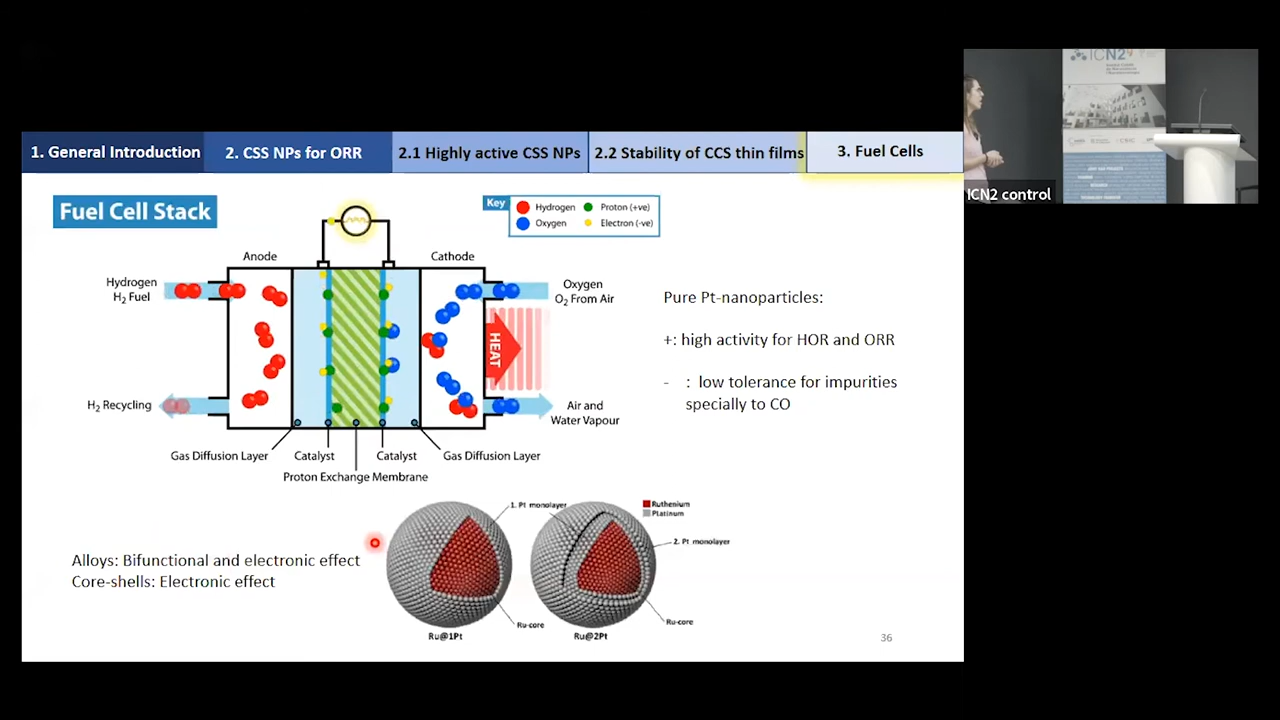 1. General Introduction
2. CSS NPs for ORR
2.1 Highly active CSS NPs
2.2 Stability of CCS thin films
3. Fuel Cells
Fuel Cell Stack
Key
Hydrogen
Proton (+ve)
Oxygen
Electron (-ve)
Anode
Cathode
Hydrogen
H₂ Fuel
Oxygen
O₂ From Air
HEAT
H₂ Recycling
Air and
Water Vapour
Gas Diffusion Layer
Catalyst
Catalyst
Gas Diffusion Layer
Proton Exchange Membrane
Pure Pt-nanoparticles:
+: high activity for HOR and ORR
- : low tolerance for impurities
specially to CO
Alloys: Bifunctional and electronic effect
Core-shells: Electronic effect
1. Pt monolayer
Ruthenium
Platinum
2. Pt monolayer
Ru-core
Ru-core
Ru@1Pt
Ru@2Pt
36
ICN2
ICN2 control